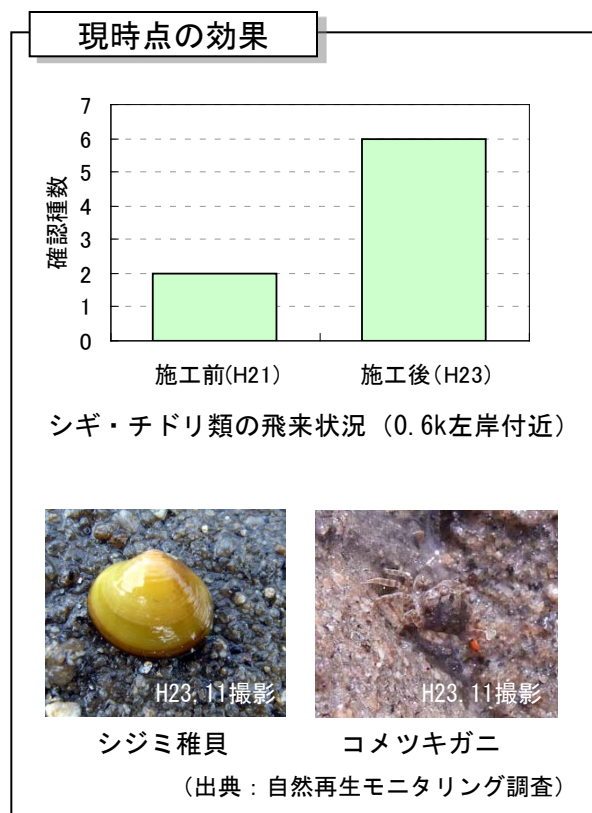 現時点の効果
7
6
5
4
3
2
1
0
確認種数
施工前(H21)
施工後(H23)
シギ・チドリ類の飛来状況（0.6k左岸付近）
H23.11撮影
H23.11撮影
シジミ稚貝
コメツキガニ
（出典：自然再生モニタリング調査）